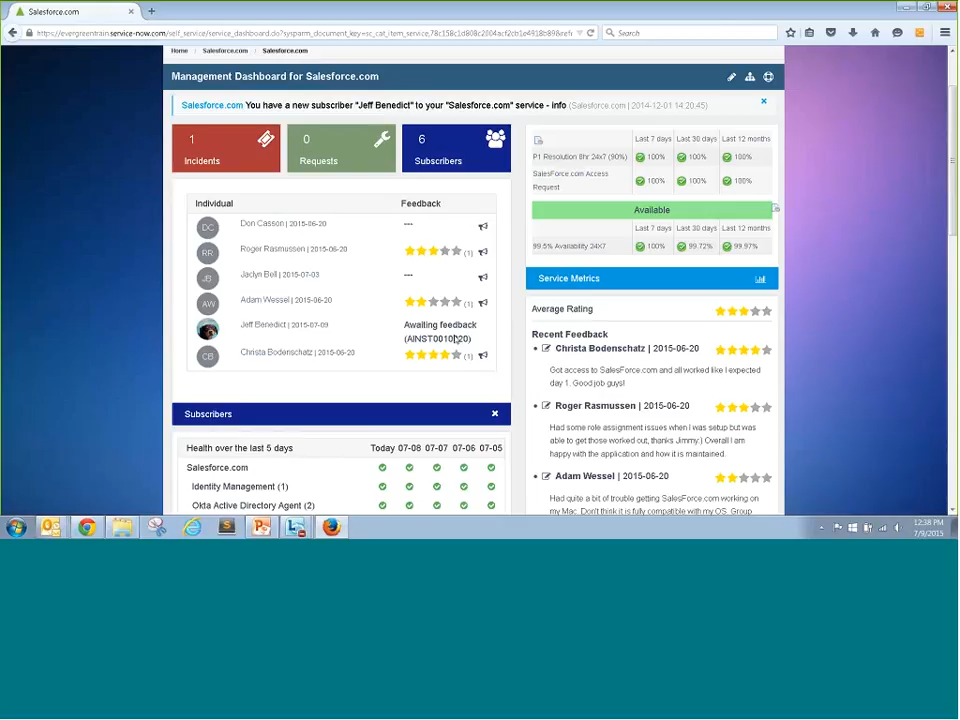 Salesforce.com
https://evergreentrain.service-now.com/self_service/service_dashboard.do?sysparm_document_key=sc_cat_item_service,
Search
Home
Salesforce.com
Salesforce.com
Management Dashboard for Salesforce.com
Salesforce.com You have a new subscriber "Jeff Benedict" to your "Salesforce.com" service - info (Salesforce.com | 2014-12-01 14:20:45)
1
Incidents
0
Requests
6
Subscribers
Individual Feedback
DC Don Casson | 2015-06-20 ---
RR Roger Rasmussen | 2015-06-20 (1)
JB Jaclyn Bell | 2015-07-03 ---
AW Adam Wessel | 2015-06-20 (1)
Jeff Benedict | 2015-07-09 Awaiting feedback
(AINST0010020)
CB Christa Bodenschatz | 2015-06-20 (1)
Subscribers
Health over the last 5 days Today 07-08 07-07 07-06 07-05
Salesforce.com
Identity Management (1)
Okta Active Directory Agent (2)
Last 7 days Last 30 days Last 12 months
P1 Resolution 8hr 24x7 (90%) 100% 100% 100%
SalesForce.com Access
Request 100% 100% 100%
Available
Last 7 days Last 30 days Last 12 months
99.5% Availability 24X7 100% 99.72% 99.97%
Service Metrics
Average Rating
Recent Feedback
Christa Bodenschatz | 2015-06-20
Got access to SalesForce.com and all worked like I expected
day 1. Good job guys!
Roger Rasmussen | 2015-06-20
Had some role assignment issues when I was setup but was
able to get those worked out, thanks Jimmy:) Overall I am
happy with the application and how it is maintained.
Adam Wessel | 2015-06-20
Had quite a bit of trouble getting SalesForce.com working on
my Mac. Don't think it is fully compatible with my OS. Group
12:38 PM
7/9/2015